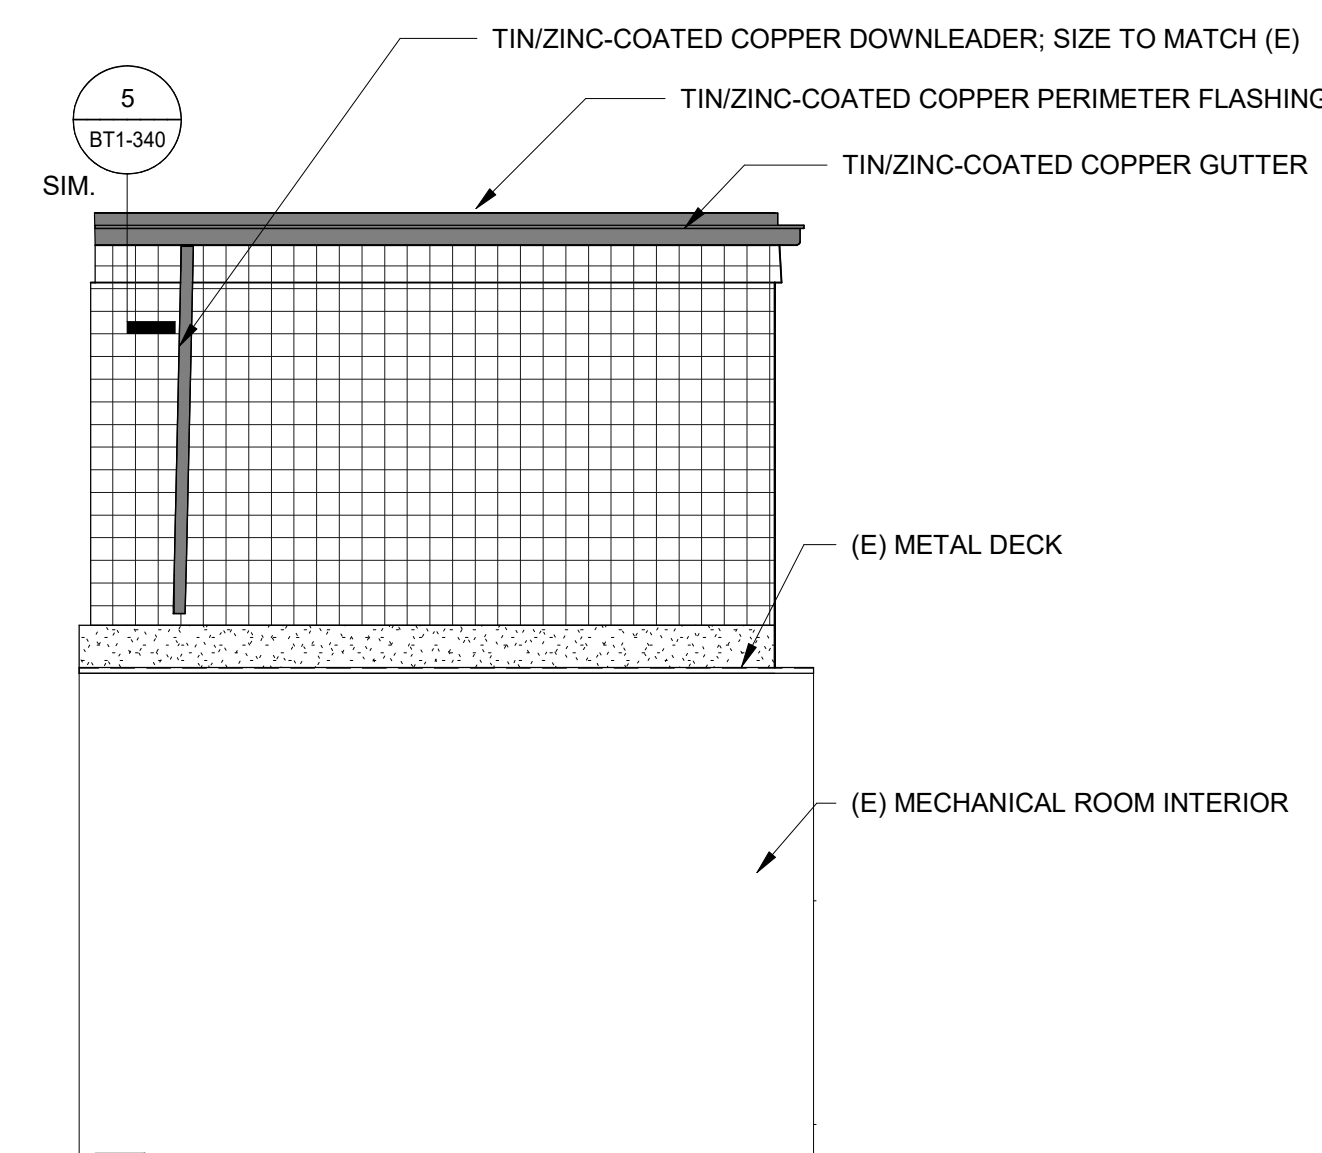 TIN/ZINC-COATED COPPER DOWNLEADER; SIZE TO MATCH (E)
5
BT1-340
TIN/ZINC-COATED COPPER PERIMETER FLASHING
TIN/ZINC-COATED COPPER GUTTER
SIM.
(E) METAL DECK
(E) MECHANICAL ROOM INTERIOR